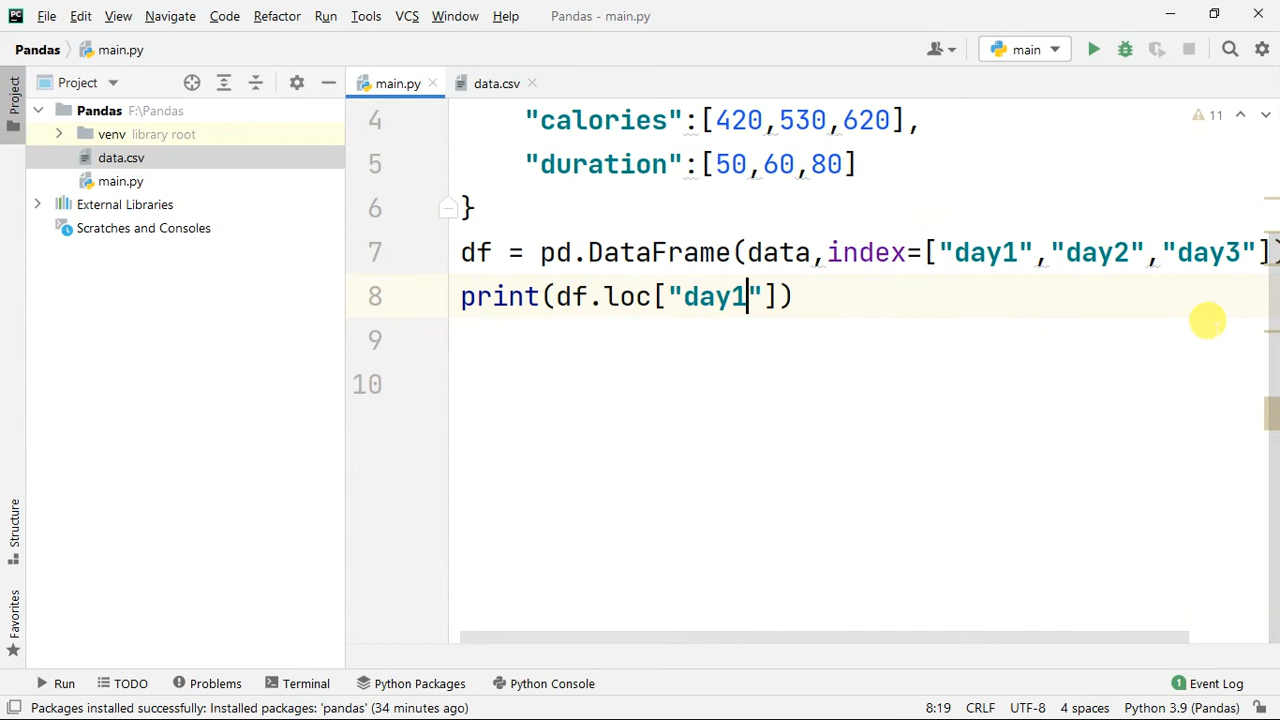 PC File Edit View Navigate Code Refactor Run Tools VCS Window Help Pandas - main.py
Pandas main.py main
Project main.py data.csv
Pandas F:\Pandas
venv library root
data.csv
main.py
External Libraries
Scratches and Consoles
Project
Structure
Favorites
4 "calories":[420,530,620], 11
5 "duration":[50,60,80]
6 }
7 df = pd.DataFrame(data,index=["day1","day2","day3"])
8 print(df.loc["day1"])
9
10
Run TODO Problems Terminal Python Packages Python Console 1 Event Log
Packages installed successfully: Installed packages: 'pandas' (34 minutes ago) 8:19 CRLF UTF-8 4 spaces Python 3.9 (Pandas)